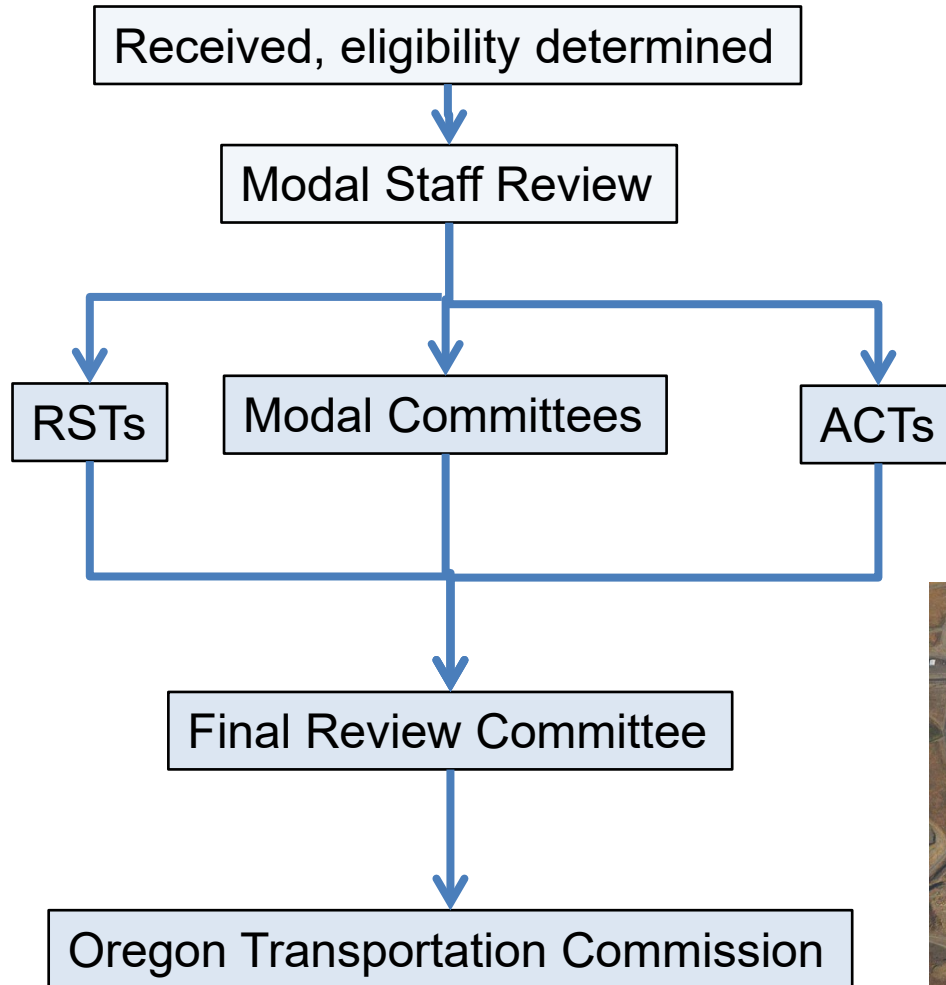 Received, eligibility determined
Modal Staff Review
RSTs
Modal Committees
ACTs
Final Review Committee
Oregon Transportation Commission